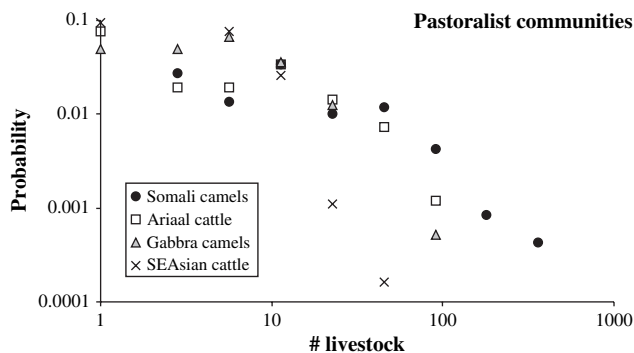 Pastoralist communities
0.1
0.01
0.001
0.0001
Probability
Somali camels
Ariaal cattle
Gabbra camels
SEAsian cattle
1
10
100
1000
# livestock